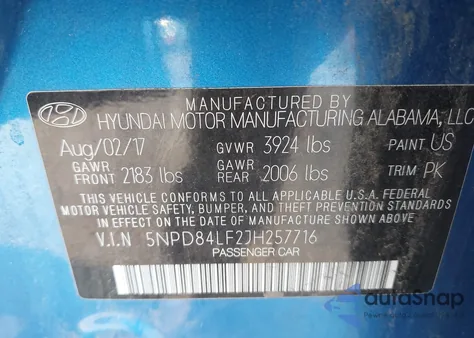 MANUFACTURED BY
HYUNDAI MOTOR MANUFACTURING ALABAMA, LLC
Aug/02/17 GVWR 3924 lbs PAINT US
GAWR FRONT 2183 lbs GAWR REAR 2006 lbs TRIM PK
THIS VEHICLE CONFORMS TO ALL APPLICABLE U.S.A. FEDERAL
MOTOR VEHICLE SAFETY, BUMPER, AND THEFT PREVENTION
STANDARDS IN EFFECT ON THE DATE OF MANUFACTURE
SHOWN ABOVE.
V.I.N 5NPD84LF2JH257716
PASSENGER CAR
autoSnap